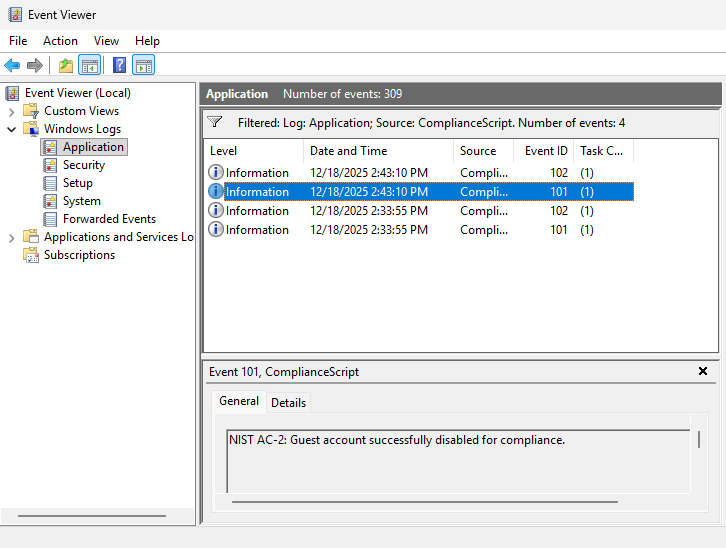 Event Viewer
File Action View Help
Event Viewer (Local)
Custom Views
Windows Logs
Application
Security
Setup
System
Forwarded Events
Applications and Services Lo
Subscriptions
Application Number of events: 309
Filtered: Log: Application; Source: ComplianceScript. Number of events: 4
Level Date and Time Source Event ID Task C...
Information 12/18/2025 2:43:10 PM Compli... 102 (1)
Information 12/18/2025 2:43:10 PM Compli... 101 (1)
Information 12/18/2025 2:33:55 PM Compli... 102 (1)
Information 12/18/2025 2:33:55 PM Compli... 101 (1)
Event 101, ComplianceScript
General Details
NIST AC-2: Guest account successfully disabled for compliance.